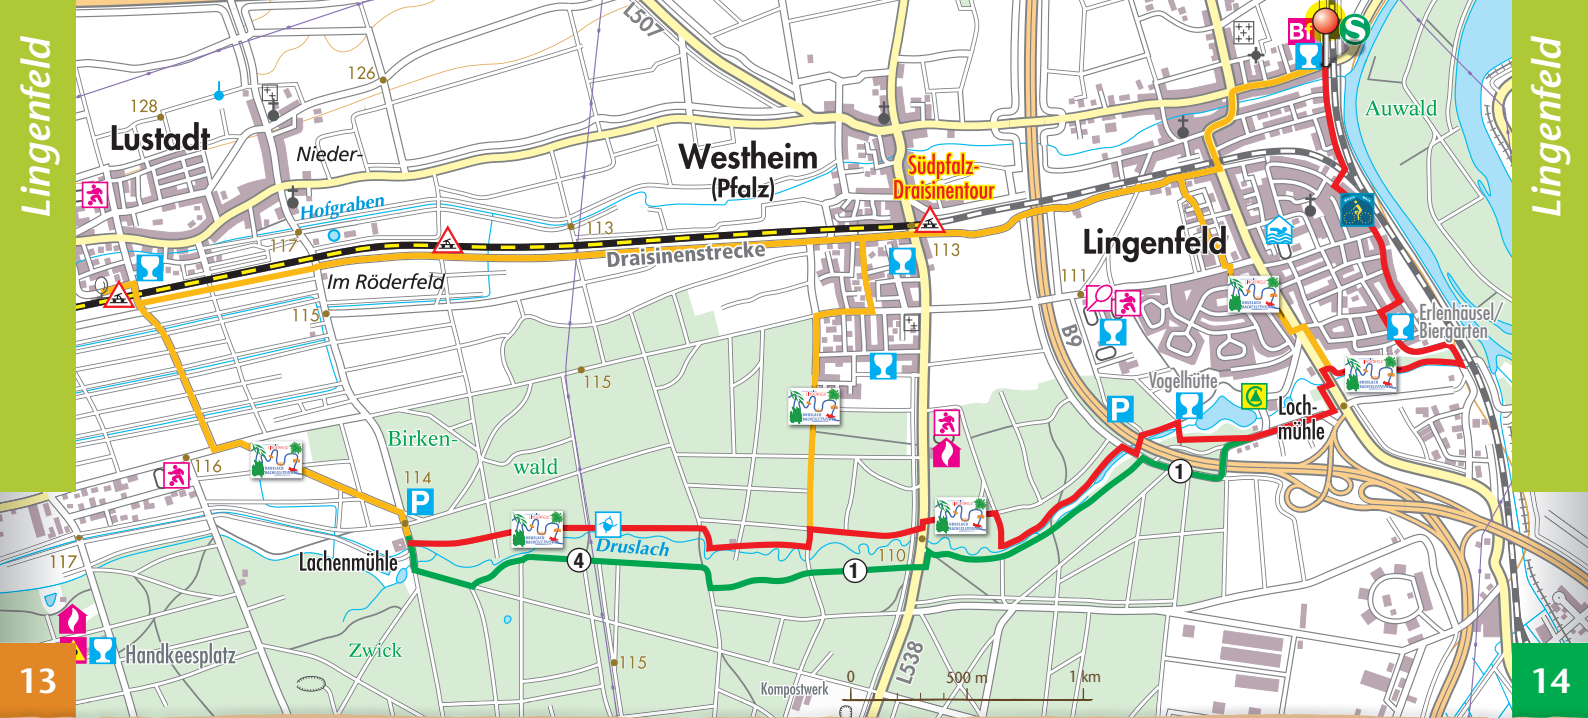 Lingenfeld
Lingenfeld
L507
Bf
S
126
128
Auwald
Lustadt
Nieder-
Westheim
(Pfalz)
Südpfalz-
Draisinentour
Hofgraben
117
113
113
Draisinenstrecke
Lingenfeld
Im Röderfeld
111
115
B9
Erlenhäusel/
Biergarten
115
Vogelhütte
P
Loch-
mühle
Birken-
wald
116
114
P
1
Druslach
110
117
Lachenmühle
4
1
Zwick
115
Handkeesplatz
L538
Kompostwerk
0
500 m
1 km
13
14